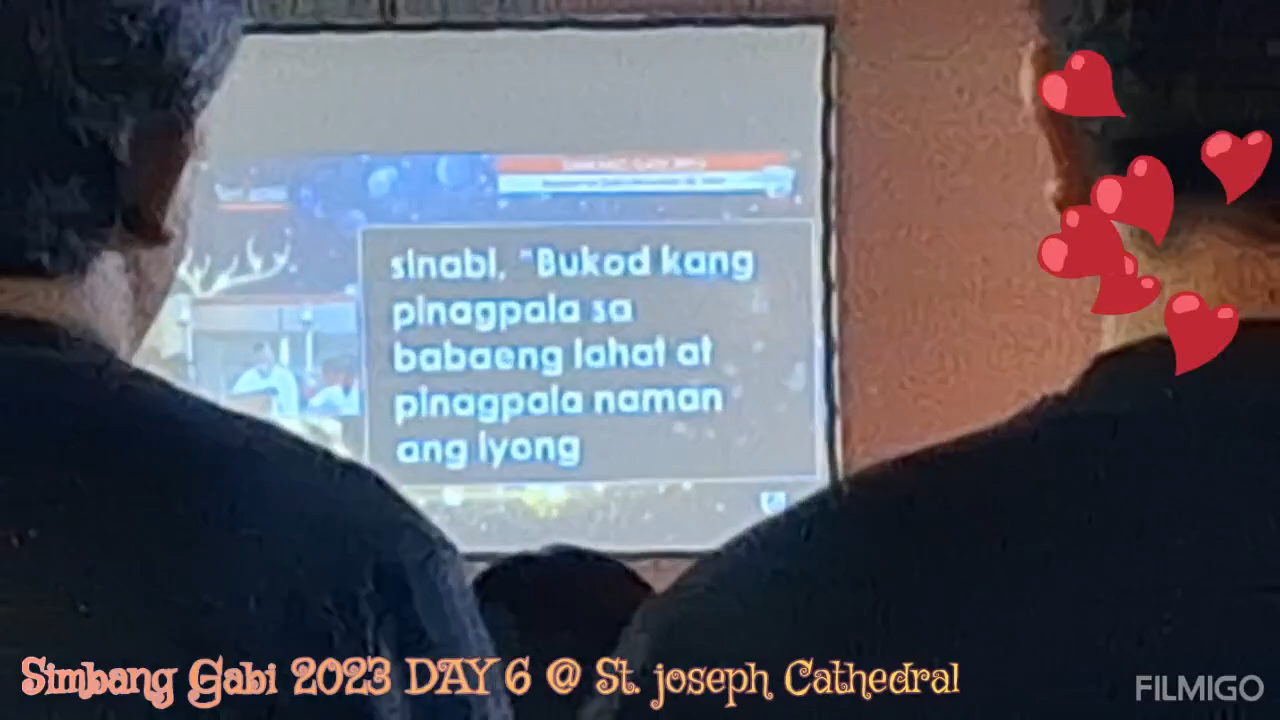 sinabi, "Bukod kang
pinagpala sa
babaeng lahat at
pinagpala naman
ang iyong
Simbang Gabi 2023 DAY 6 @ St. joseph Cathedral
FILMIGO